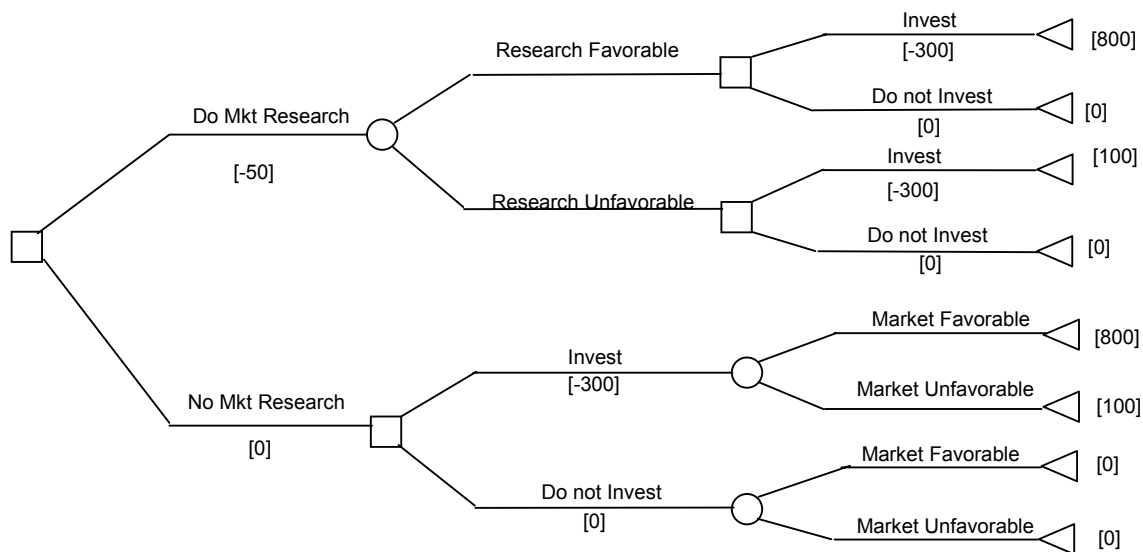 Invest
[-300]
[800]
Research Favorable
Do not Invest
[0]
[0]
Do Mkt Research
[-50]
Invest
[-300]
[100]
Research Unfavorable
Do not Invest
[0]
[0]
Market Favorable
[800]
Invest
[-300]
Market Unfavorable
[100]
No Mkt Research
[0]
Market Favorable
[0]
Do not Invest
[0]
Market Unfavorable
[0]